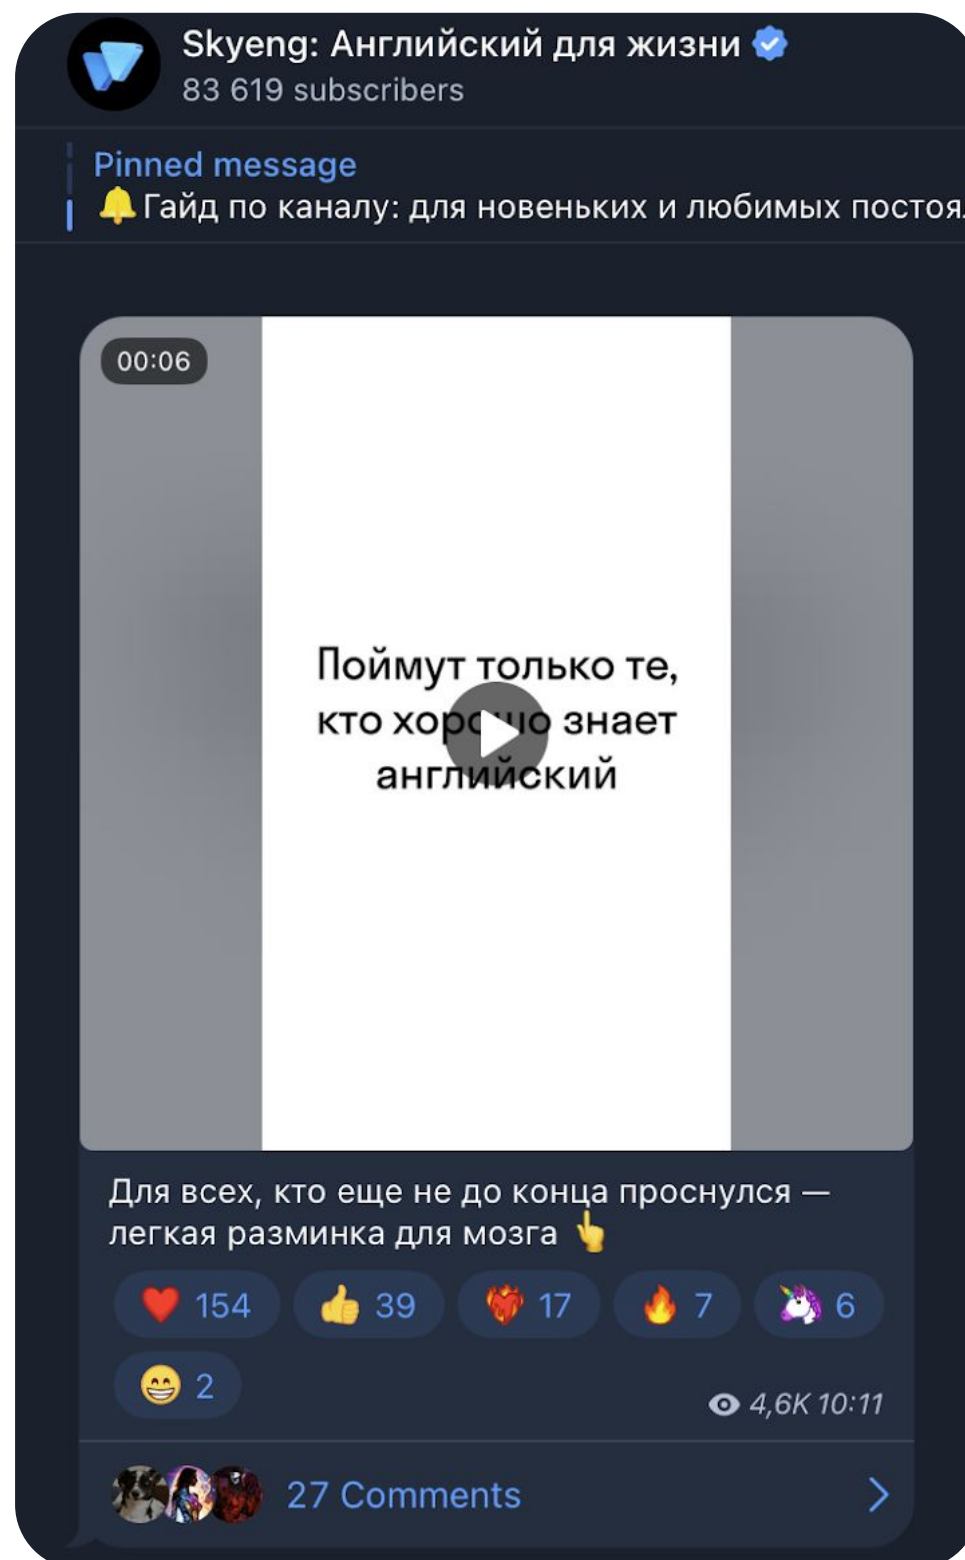 Skyeng: Английский для жизни
83 619 subscribers
Pinned message
🔔Гайд по каналу: для новеньких и любимых постоя
00:06
Поймут только те,
кто хорошо знает
английский
Для всех, кто еще не до конца проснулся —
легкая разминка для мозга 👆
❤️ 154 👍 39 ❤️‍🔥 17 🔥 7 🦄 6
😁 2
4,6K 10:11
27 Comments